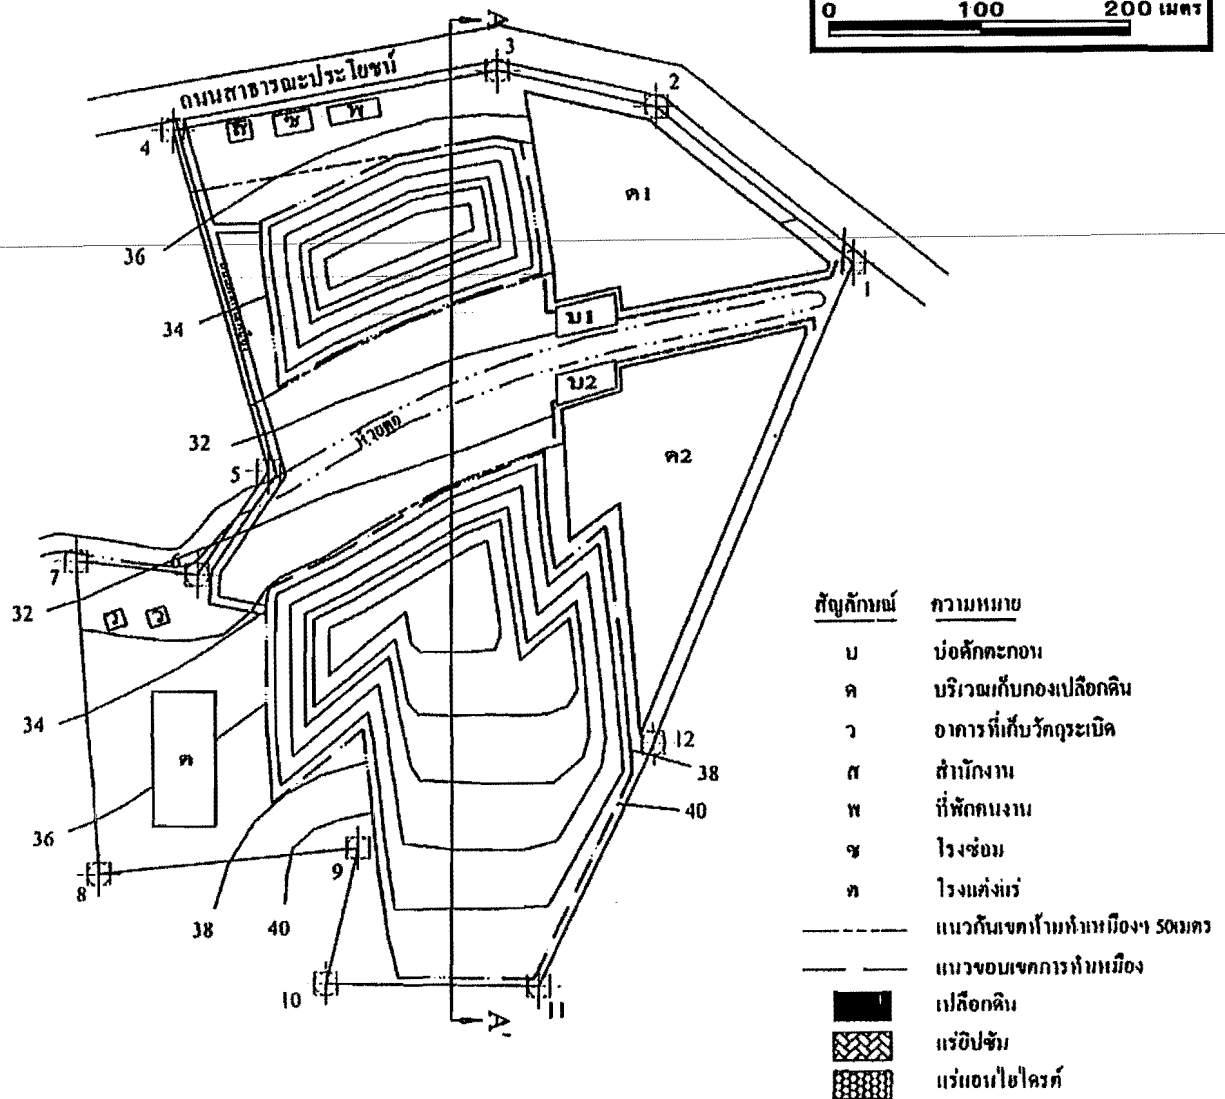 0 100 200 เมตร
A
3
2
ถนนสาธารณะประโยชน์
4
ส ซ พ
ค1
36
1
34
บ1
บ2
32
ห้วยคูถ
5
ค2
6
7
32
ว ว
34
ต
36
12
38
40
8
9
38
40
10
11
A'
สัญลักษณ์ ความหมาย
บ บ่อดักตะกอน
ค บริเวณเก็บกองเปลือกดิน
ว อาคารที่เก็บวัตถุระเบิด
ส สำนักงาน
พ ที่พักคนงาน
ซ โรงซ่อม
ต โรงแต่งแร่
แนวกันเขตห้ามทำเหมืองฯ 50เมตร
แนวขอบเขตการทำเหมือง
เปลือกดิน
แร่ยิปซัม
แร่แอนไฮไดรต์